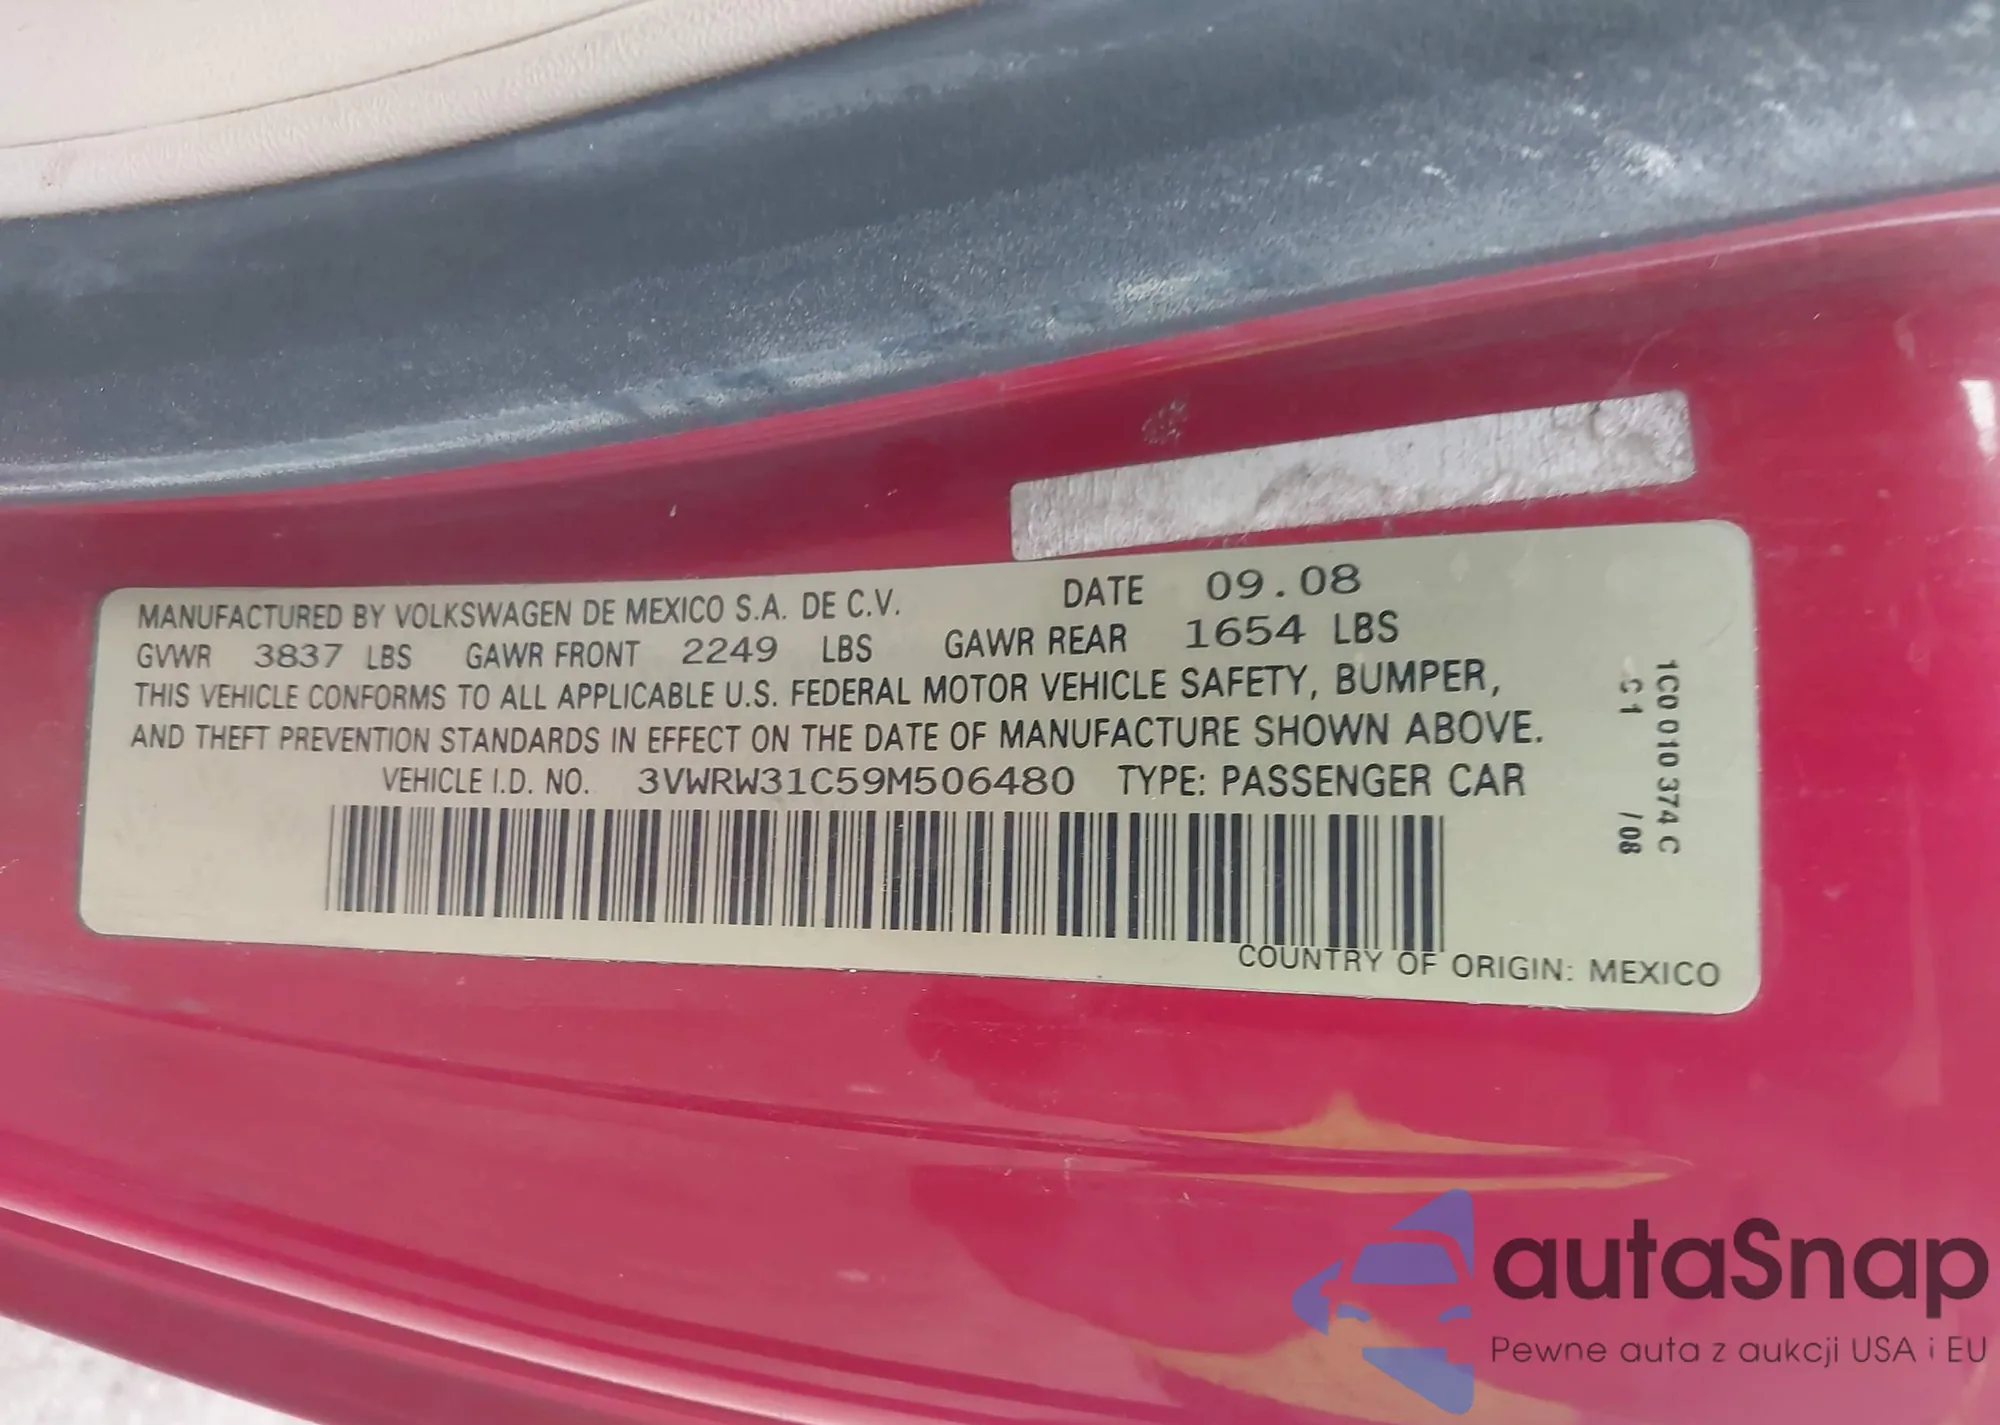 MANUFACTURED BY VOLKSWAGEN DE MEXICO S.A. DE C.V. DATE 09.08
GVWR 3837 LBS GAWR FRONT 2249 LBS GAWR REAR 1654 LBS
THIS VEHICLE CONFORMS TO ALL APPLICABLE U.S. FEDERAL MOTOR VEHICLE SAFETY, BUMPER,
AND THEFT PREVENTION STANDARDS IN EFFECT ON THE DATE OF MANUFACTURE SHOWN ABOVE.
VEHICLE I.D. NO. 3VWRW31C59M506480 TYPE: PASSENGER CAR
COUNTRY OF ORIGIN: MEXICO
1C0 010 374 C
S1 /08
autaSnap
Pewne auta z aukcji USA i EU